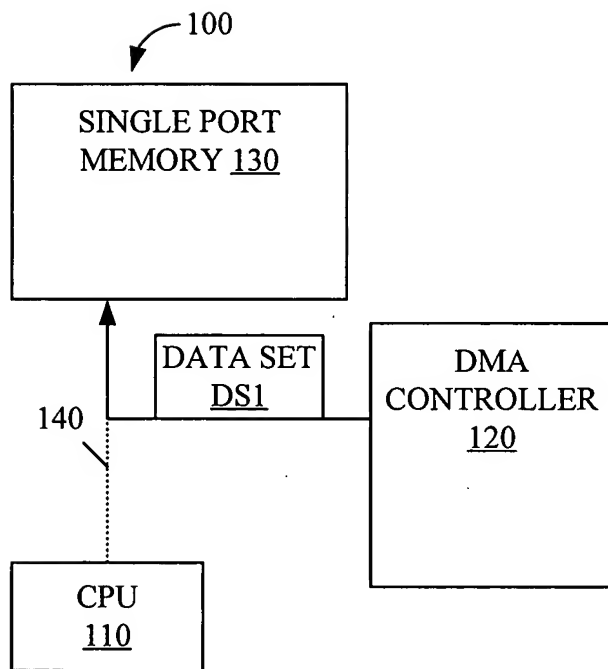 100
SINGLE PORT
MEMORY 130
DATA SET
DS1
DMA
CONTROLLER
120
140
CPU
110